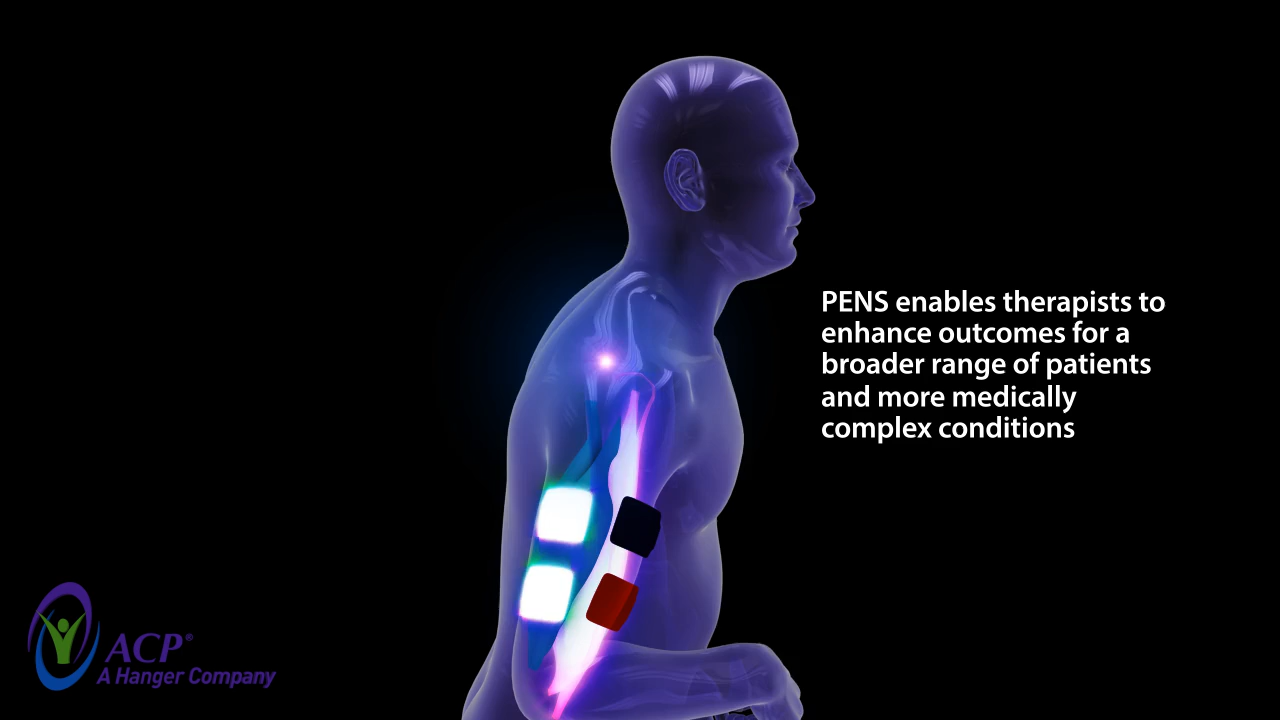 PENS enables therapists to
enhance outcomes for a
broader range of patients
and more medically
complex conditions
ACP®
A Hanger Company